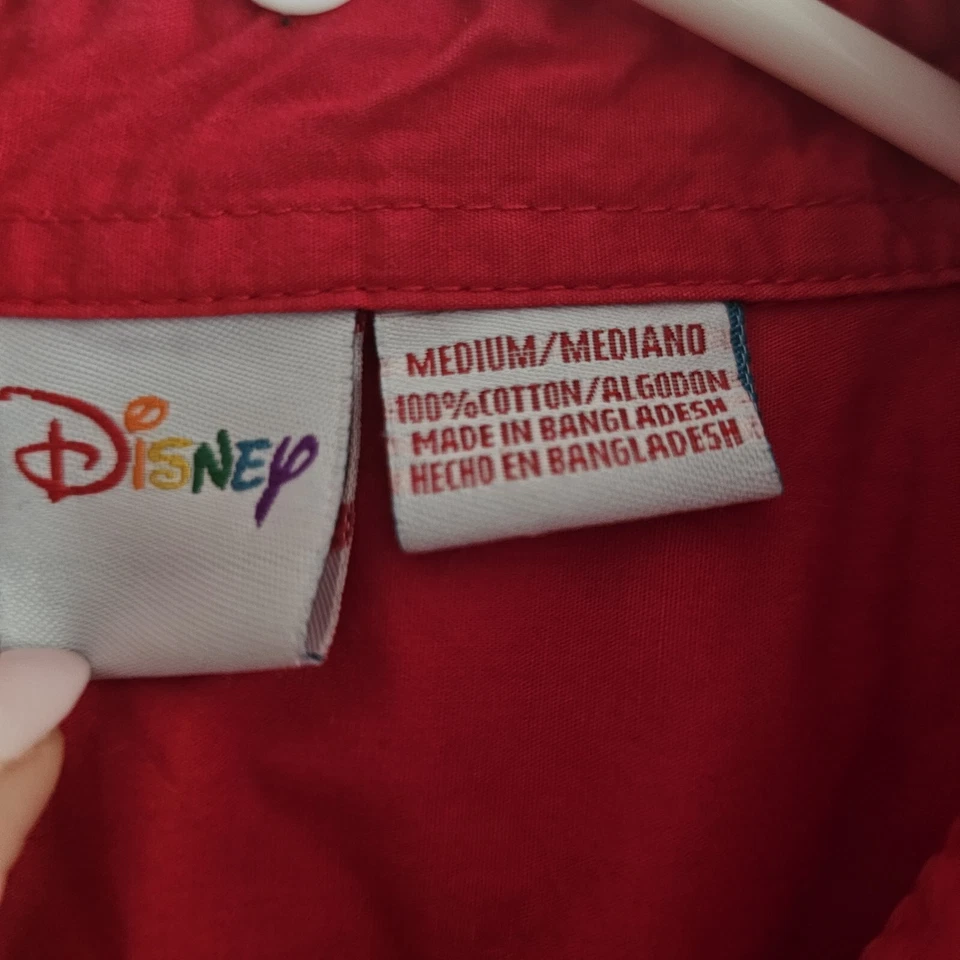 DISNEY
MEDIUM/MEDIANO
100%COTTON/ALGODON
MADE IN BANGLADESH
HECHO EN BANGLADESH